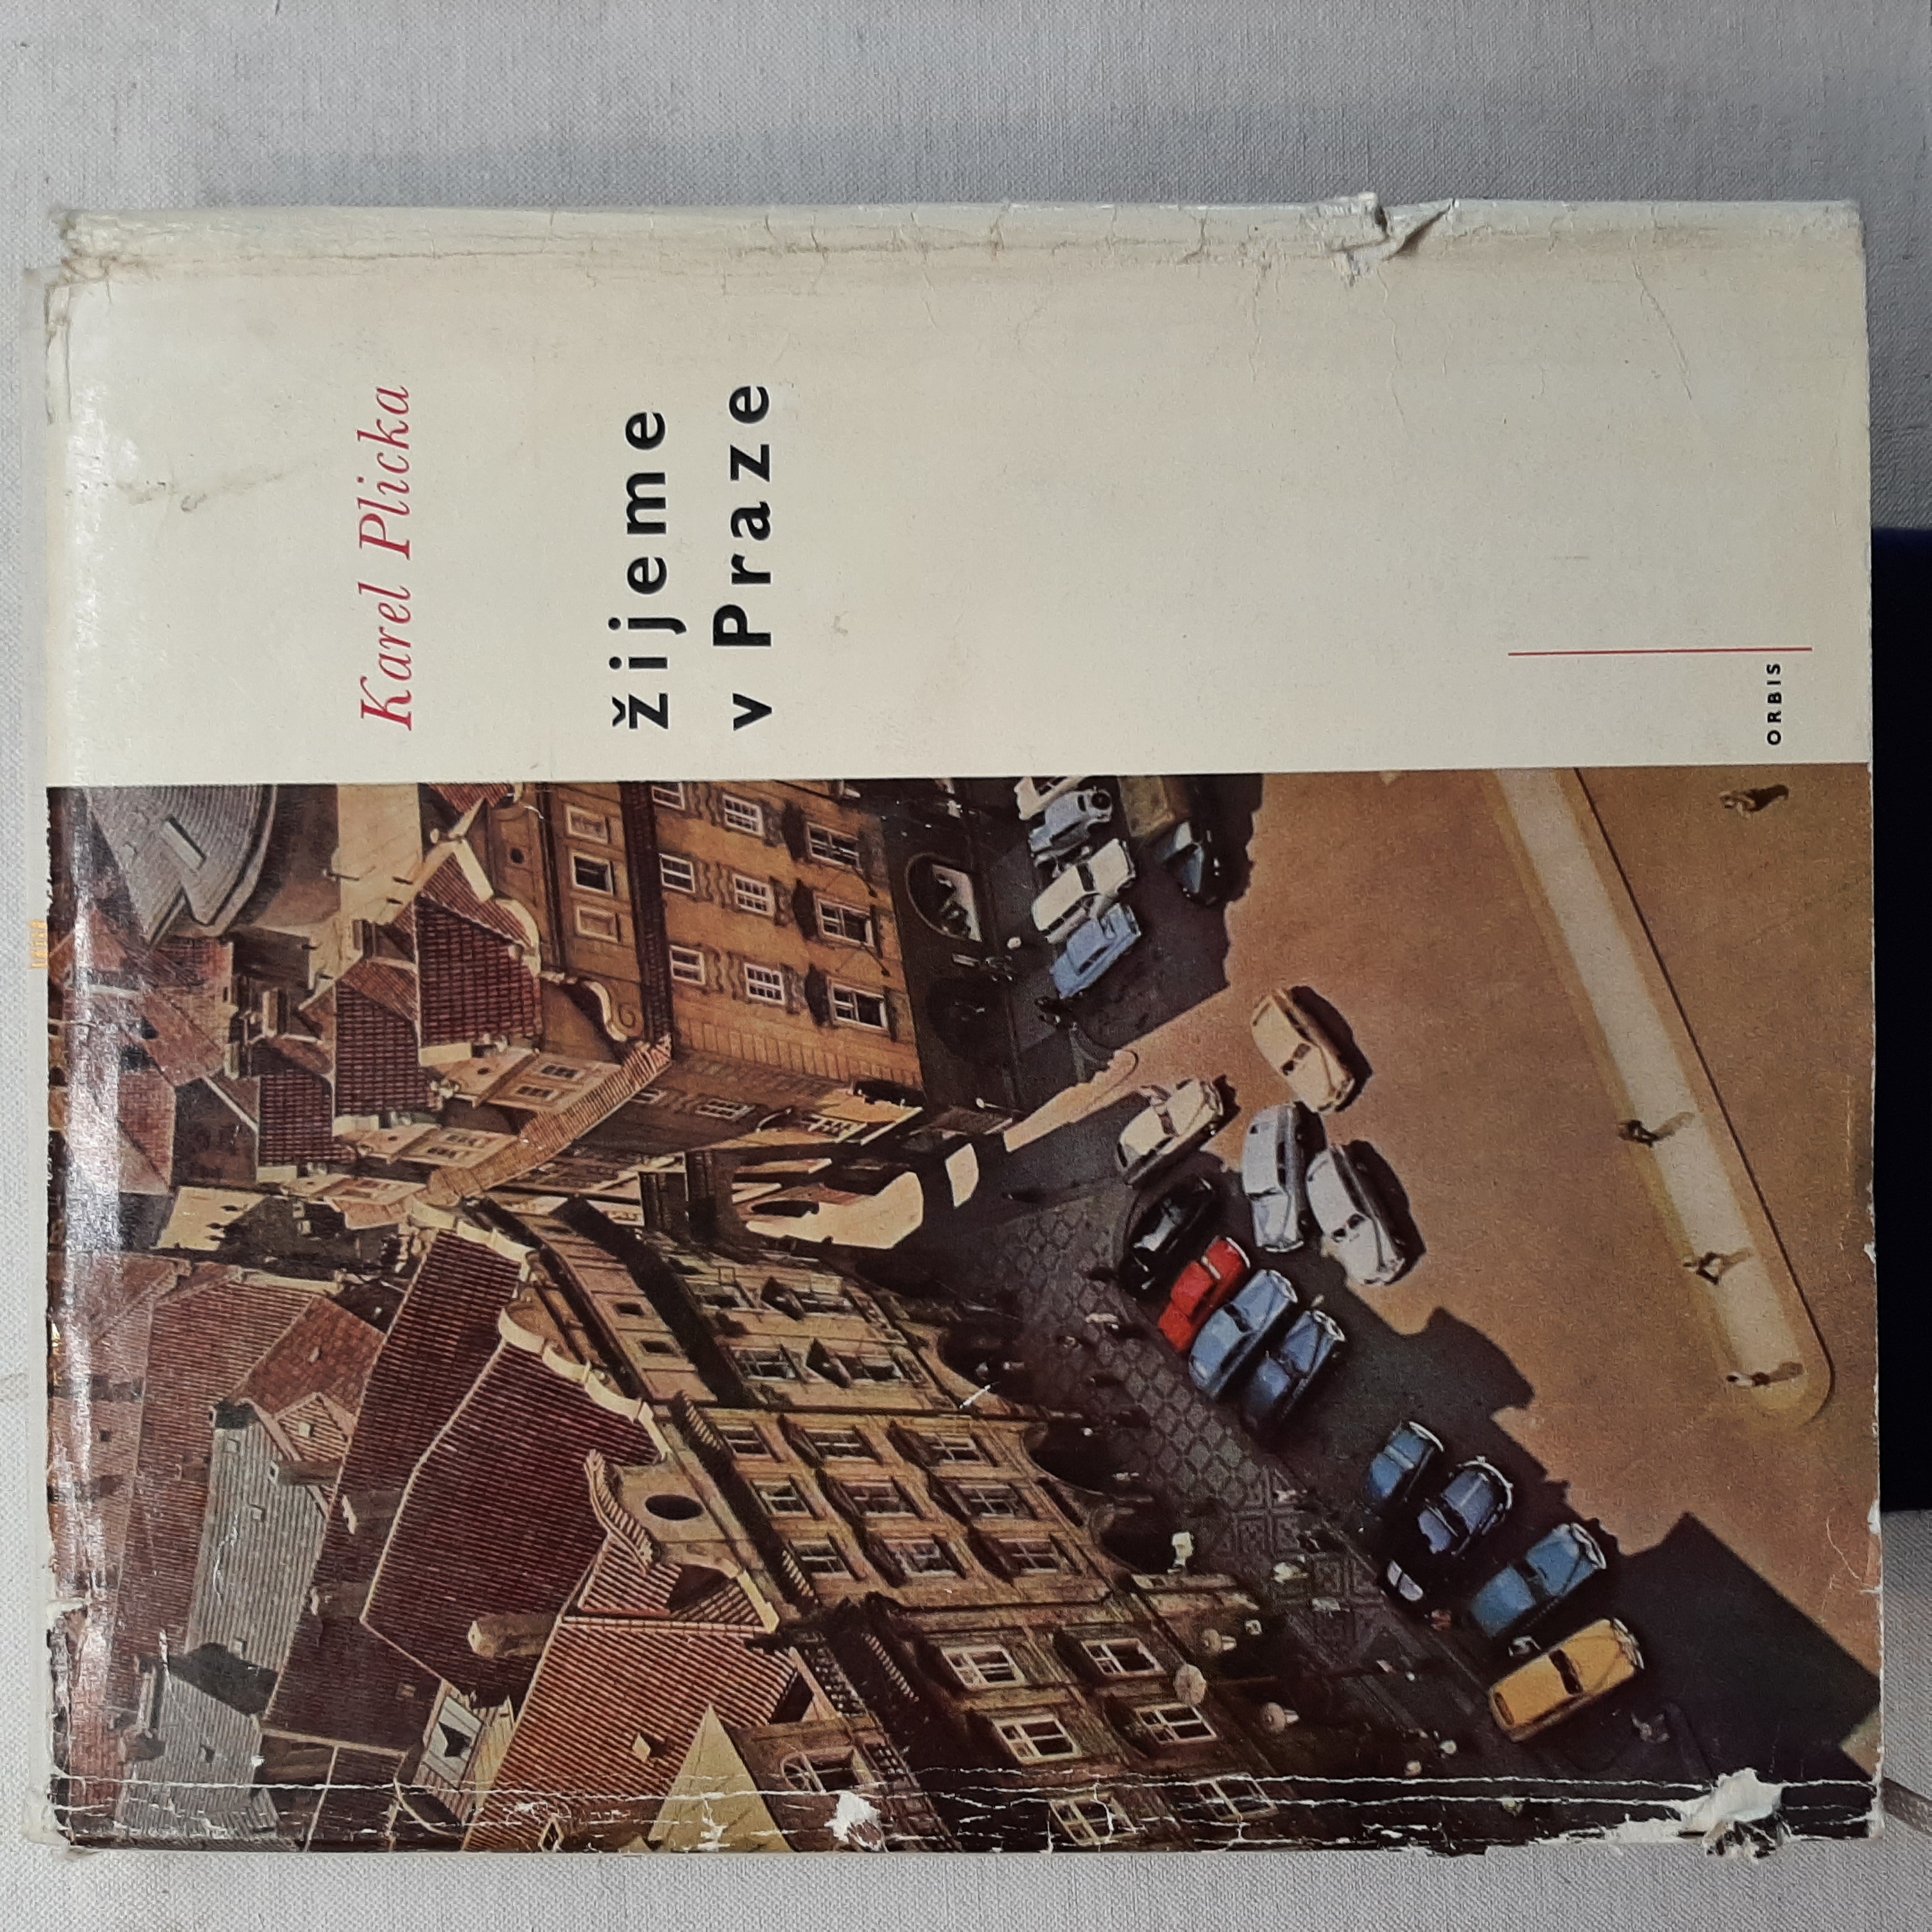 Karel Plicka
žijeme
v Praze
ORBIS